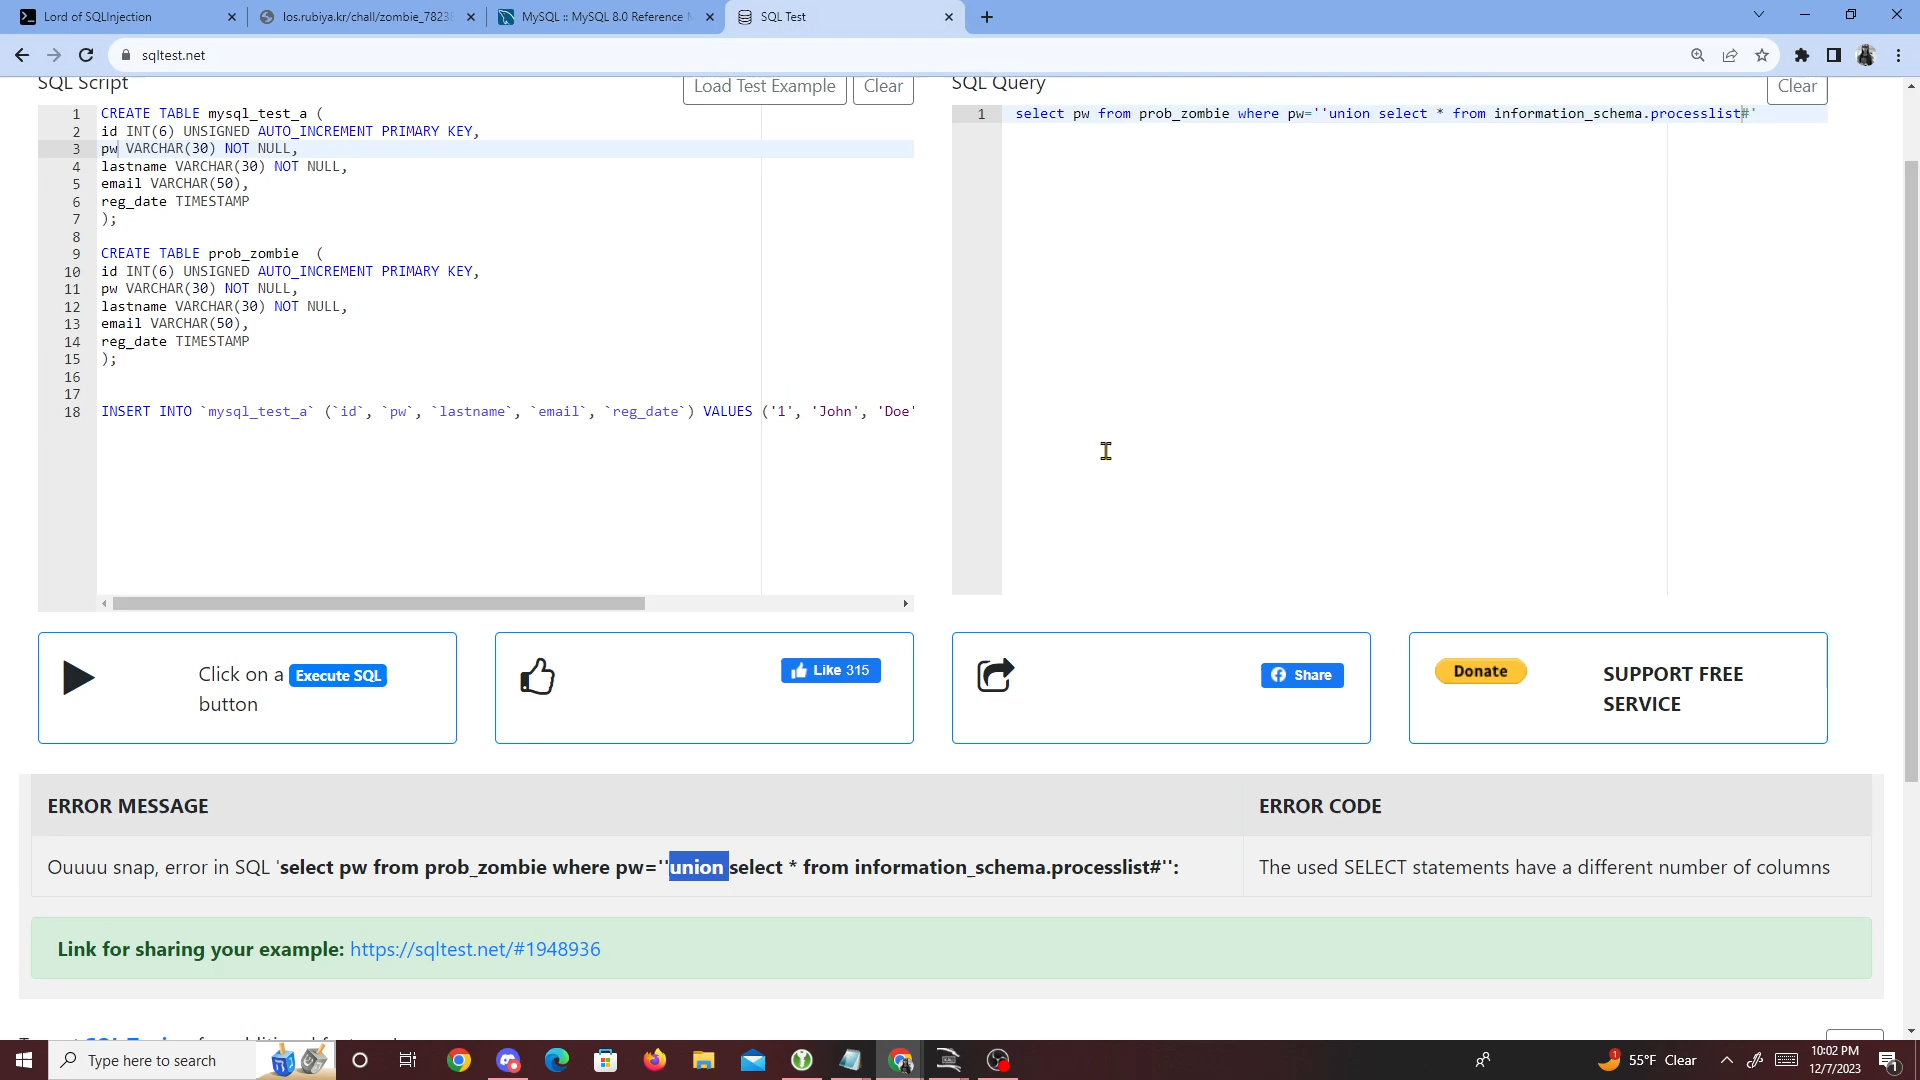 Lord of SQLInjection
los.rubiya.kr/chall/zombie_7823
MySQL :: MySQL 8.0 Reference
SQL Test
sqltest.net
SQL Script
Load Test Example
Clear
SQL Query
Clear
1 CREATE TABLE mysql_test_a (
2 id INT(6) UNSIGNED AUTO_INCREMENT PRIMARY KEY,
3 pw VARCHAR(30) NOT NULL,
4 lastname VARCHAR(30) NOT NULL,
5 email VARCHAR(50),
6 reg_date TIMESTAMP
7 );
8
9 CREATE TABLE prob_zombie  (
10 id INT(6) UNSIGNED AUTO_INCREMENT PRIMARY KEY,
11 pw VARCHAR(30) NOT NULL,
12 lastname VARCHAR(30) NOT NULL,
13 email VARCHAR(50),
14 reg_date TIMESTAMP
15 );
16
17
18 INSERT INTO `mysql_test_a` (`id`, `pw`, `lastname`, `email`, `reg_date`) VALUES ('1', 'John', 'Doe'
1 select pw from prob_zombie where pw=''union select * from information_schema.processlist#'
Click on a Execute SQL
button
Like 315
Share
Donate
SUPPORT FREE
SERVICE
ERROR MESSAGE
ERROR CODE
Ouuuu snap, error in SQL 'select pw from prob_zombie where pw=''union select * from information_schema.processlist#'':
The used SELECT statements have a different number of columns
Link for sharing your example: https://sqltest.net/#1948936
Type here to search
1
55°F Clear
10:02 PM
12/7/2023
1